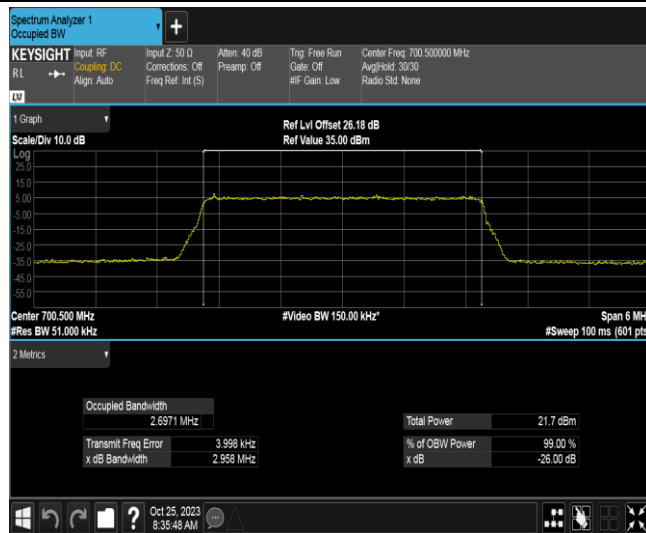 Spectrum Analyzer 1
Occupied BW
+
KEYSIGHT Input: RF Input Z: 50 Ω Atten: 40 dB Trig: Free Run Center Freq: 700.500000 MHz
RL Coupling: DC Corrections: Off Preamp: Off Gate: Off Avg|Hold: 30/30
Align: Auto Freq Ref: Int (S) #IF Gain: Low Radio Std: None
LXI
1 Graph Ref Lvl Offset 26.18 dB
Scale/Div 10.0 dB Ref Value 35.00 dBm
Log
25.0
15.0
5.00
-5.00
-15.0
-25.0
-35.0
-45.0
-55.0
Center 700.500 MHz #Video BW 150.00 kHz* Span 6 MH
#Res BW 51.000 kHz #Sweep 100 ms (601 pts
2 Metrics
Occupied Bandwidth
2.6971 MHz Total Power 21.7 dBm
Transmit Freq Error 3.998 kHz % of OBW Power 99.00 %
x dB Bandwidth 2.958 MHz x dB -26.00 dB
? Oct 25, 2023
8:35:48 AM